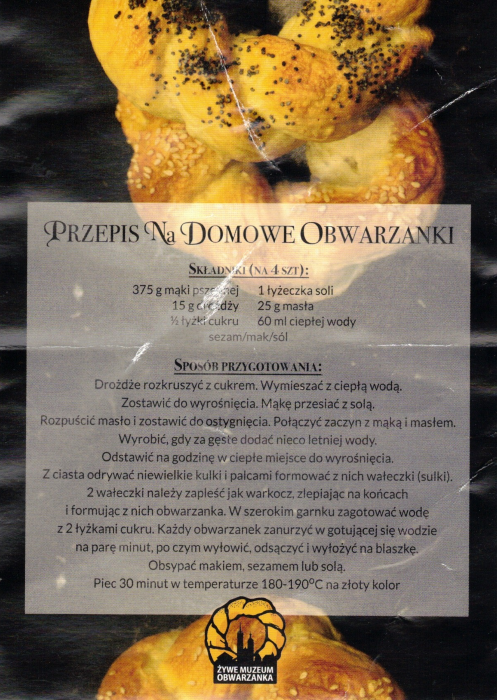 Przepis Na Domowe Obwarzanki
Składniki (na 4 szt):
375 g mąki pszennej 1 łyżeczka soli
15 g drożdży 25 g masła
½ łyżki cukru 60 ml ciepłej wody
sezam/mak/sól
Sposób przygotowania:
Drożdże rozkruszyć z cukrem. Wymieszać z ciepłą wodą.
Zostawić do wyrośnięcia. Mąkę przesiać z solą.
Rozpuścić masło i zostawić do ostygnięcia. Połączyć zaczyn z mąką i masłem.
Wyrobić, gdy za gęste dodać nieco letniej wody.
Odstawić na godzinę w ciepłe miejsce do wyrośnięcia.
Z ciasta odrywać niewielkie kulki i palcami formować z nich wałeczki (sulki).
2 wałeczki należy zapleść jak warkocz, zlepiając na końcach
i formując z nich obwarzanka. W szerokim garnku zagotować wodę
z 2 łyżkami cukru. Każdy obwarzanek zanurzyć w gotującej się wodzie
na parę minut, po czym wyłowić, odsączyć i wyłożyć na blaszkę.
Obsypać makiem, sezamem lub solą.
Piec 30 minut w temperaturze 180-190°C na złoty kolor
ŻYWE MUZEUM
OBWARZANKA